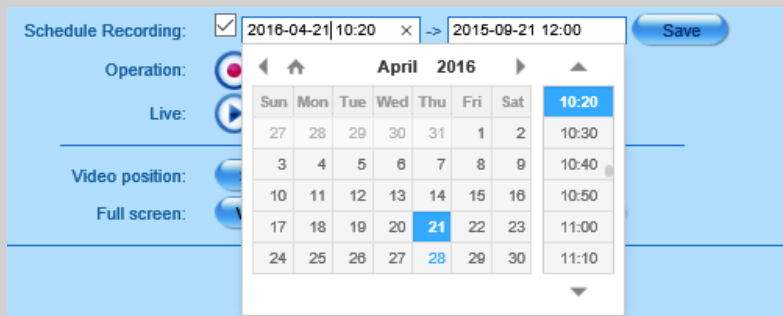 Schedule Recording: 2016-04-21 10:20 × -> 2015-09-21 12:00 Save
Operation:
Live:
Video position:
Full screen:
April 2016
Sun Mon Tue Wed Thu Fri Sat
27 28 29 30 31 1 2
3 4 5 6 7 8 9
10 11 12 13 14 15 16
17 18 19 20 21 22 23
24 25 26 27 28 29 30
10:20
10:30
10:40
10:50
11:00
11:10